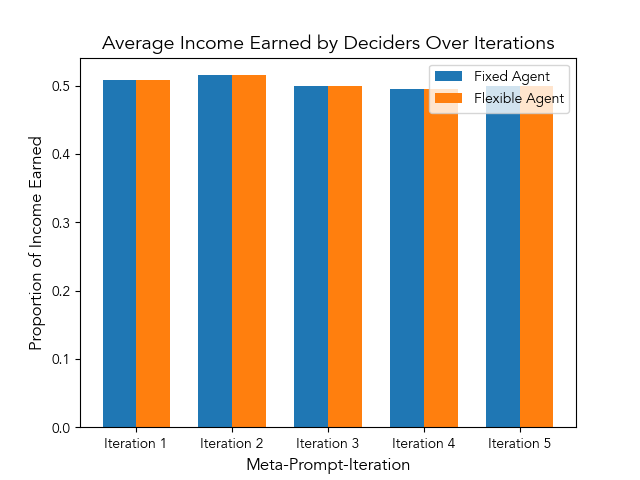 Average Income Earned by Deciders Over Iterations
Fixed Agent
Flexible Agent
Proportion of Income Earned
0.5
0.4
0.3
0.2
0.1
0.0
Iteration 1 Iteration 2 Iteration 3 Iteration 4 Iteration 5
Meta-Prompt-Iteration